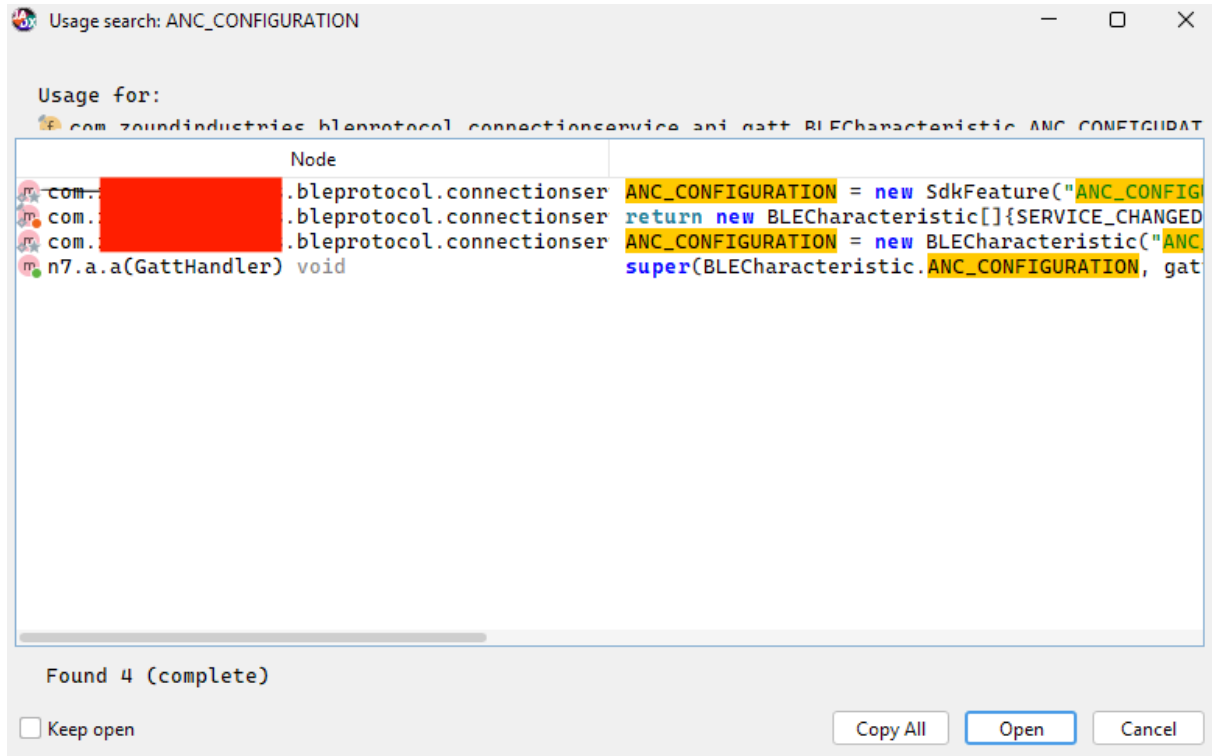 Usage search: ANC_CONFIGURATION
Usage for:
com.zoundindustries.bleprotocol.connectionservice.api.gatt.BLECharacteristic.ANC_CONFIGURAT
Node
com. .bleprotocol.connectionser ANC_CONFIGURATION = new SdkFeature("ANC_CONFIGU
com. .bleprotocol.connectionser return new BLECharacteristic[]{SERVICE_CHANGED
com. .bleprotocol.connectionser ANC_CONFIGURATION = new BLECharacteristic("ANC_
n7.a.a(GattHandler) void super(BLECharacteristic.ANC_CONFIGURATION, gat
Found 4 (complete)
Keep open Copy All Open Cancel